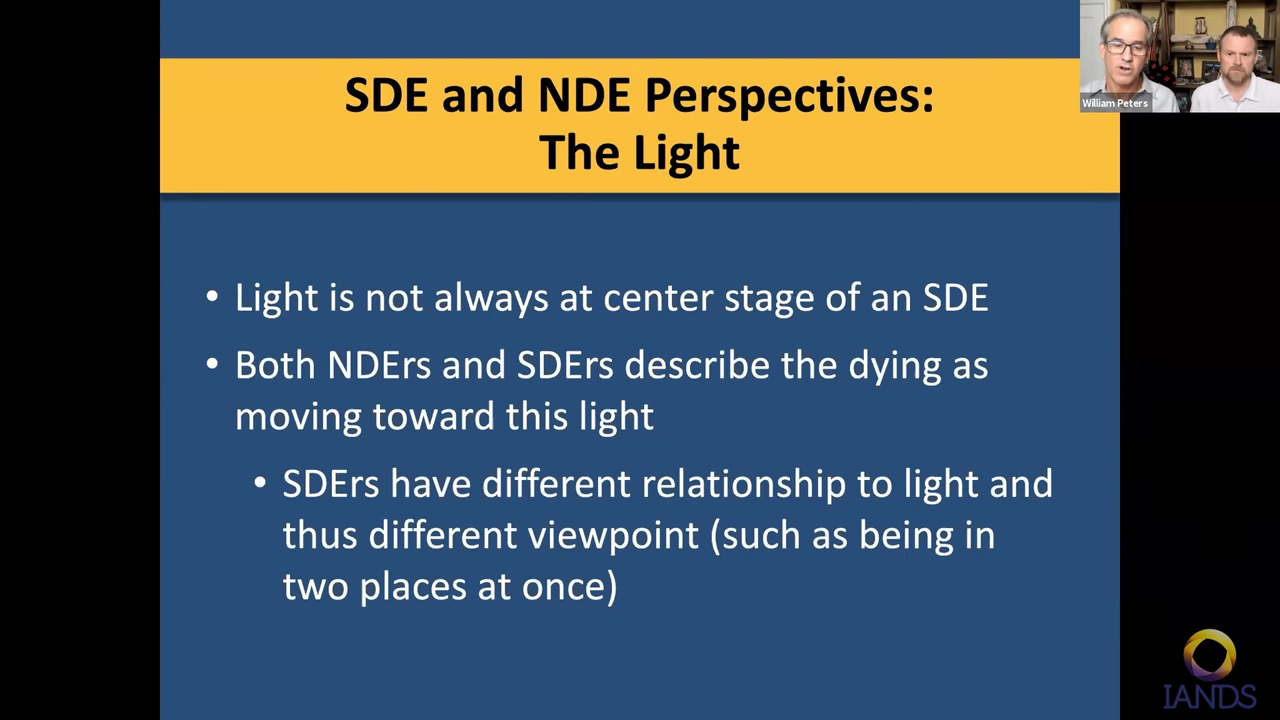 SDE and NDE Perspectives:
The Light
William Peters
• Light is not always at center stage of an SDE
• Both NDErs and SDErs describe the dying as
moving toward this light
• SDErs have different relationship to light and
thus different viewpoint (such as being in
two places at once)
IANDS